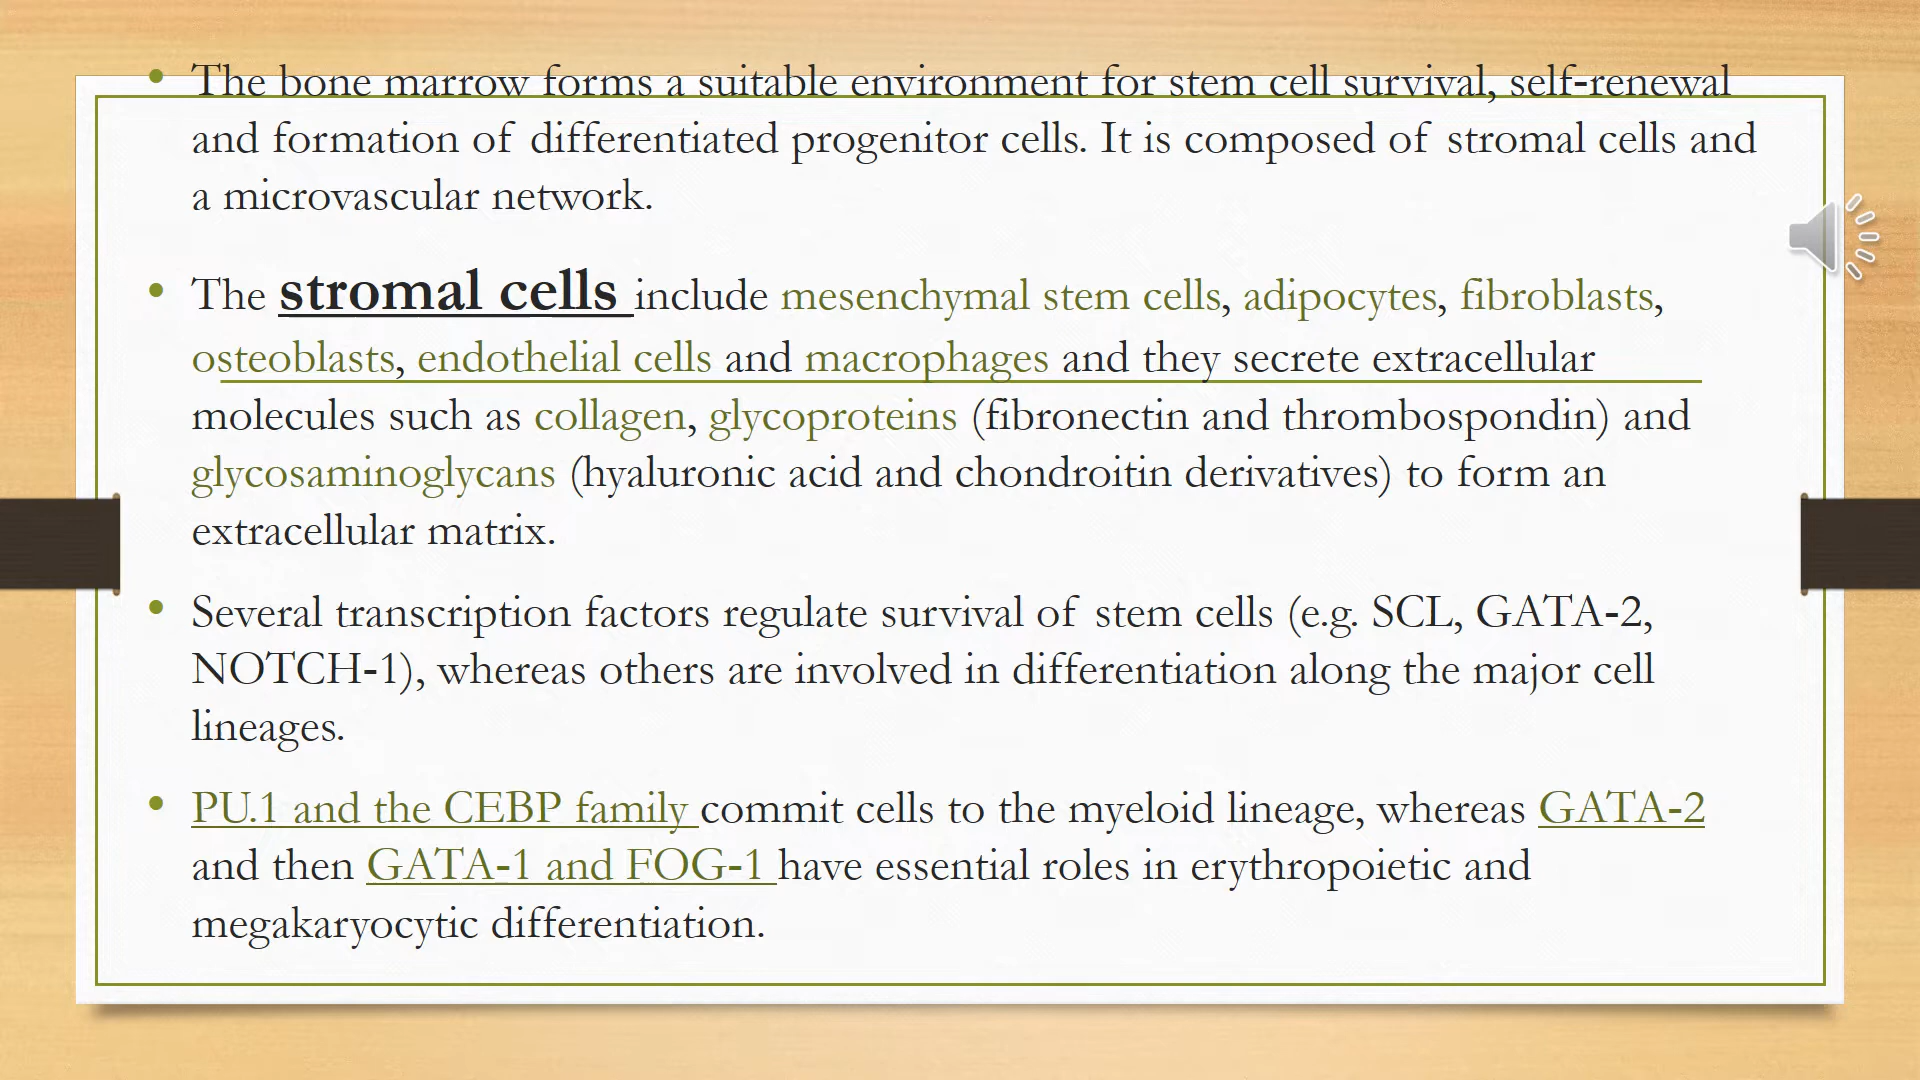 • The bone marrow forms a suitable environment for stem cell survival, self-renewal
and formation of differentiated progenitor cells. It is composed of stromal cells and
a microvascular network.
• The stromal cells include mesenchymal stem cells, adipocytes, fibroblasts,
osteoblasts, endothelial cells and macrophages and they secrete extracellular
molecules such as collagen, glycoproteins (fibronectin and thrombospondin) and
glycosaminoglycans (hyaluronic acid and chondroitin derivatives) to form an
extracellular matrix.
• Several transcription factors regulate survival of stem cells (e.g. SCL, GATA-2,
NOTCH-1), whereas others are involved in differentiation along the major cell
lineages.
• PU.1 and the CEBP family commit cells to the myeloid lineage, whereas GATA-2
and then GATA-1 and FOG-1 have essential roles in erythropoietic and
megakaryocytic differentiation.